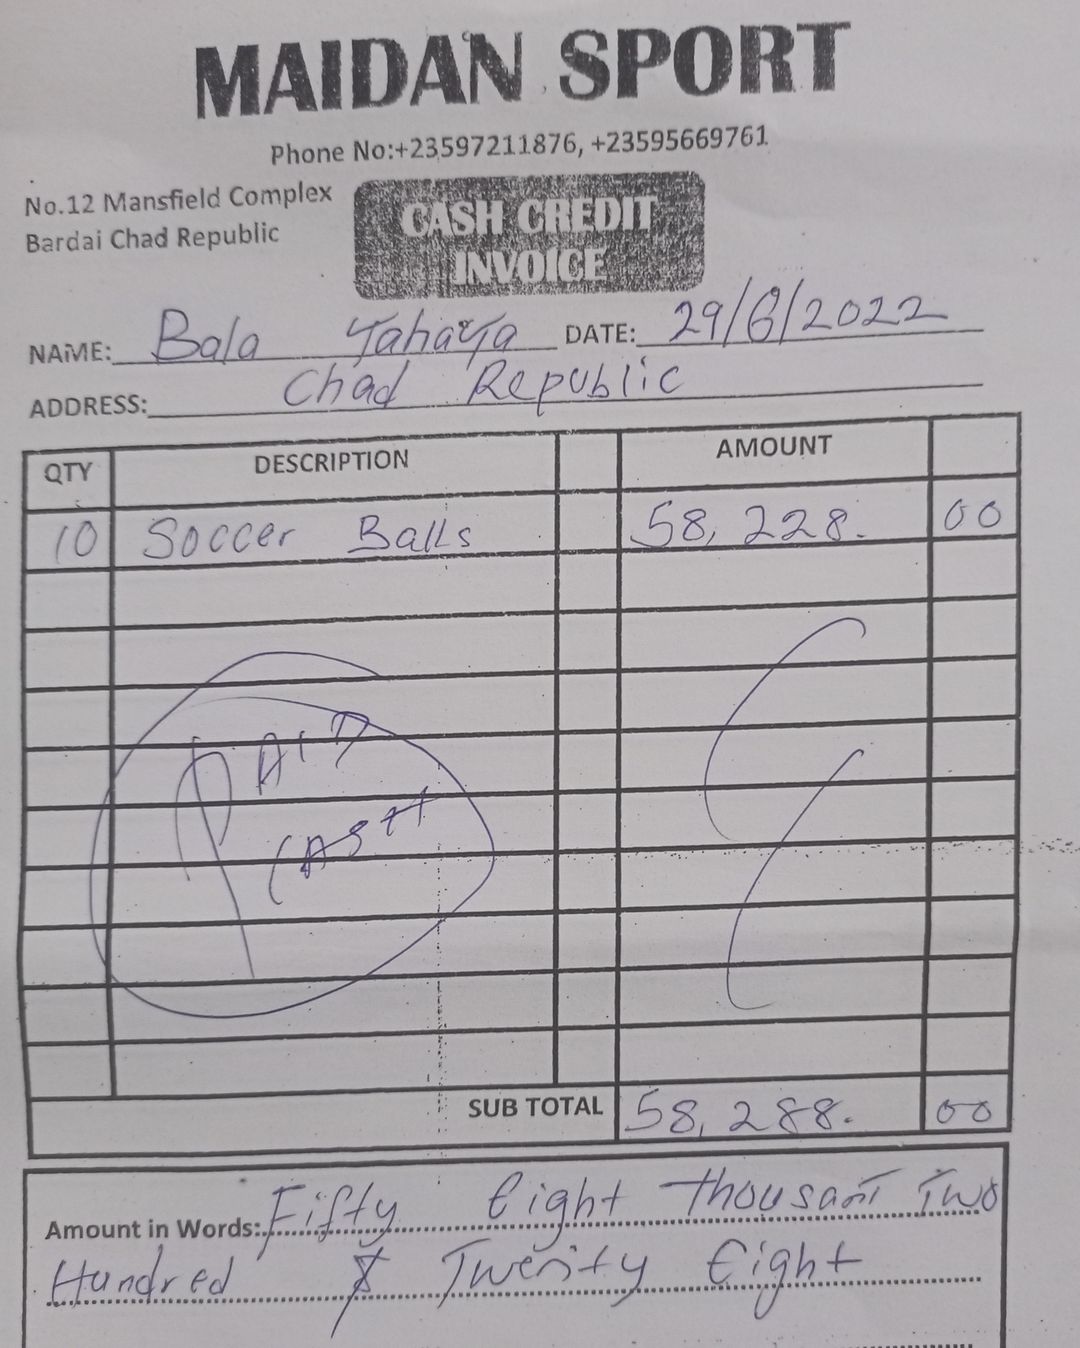 MAIDAN SPORT
Phone No:+23597211876, +23595669761
No.12 Mansfield Complex
Bardai Chad Republic
CASH CREDIT
INVOICE
NAME: Bala Yahaya DATE: 29/6/2022
ADDRESS: Chad Republic
QTY DESCRIPTION AMOUNT
10 Soccer Balls 58,228. 00
PAID
CASH
SUB TOTAL 58,288. 00
Amount in Words: Fifty Eight Thousant Two
Hundred & Twenty Eight